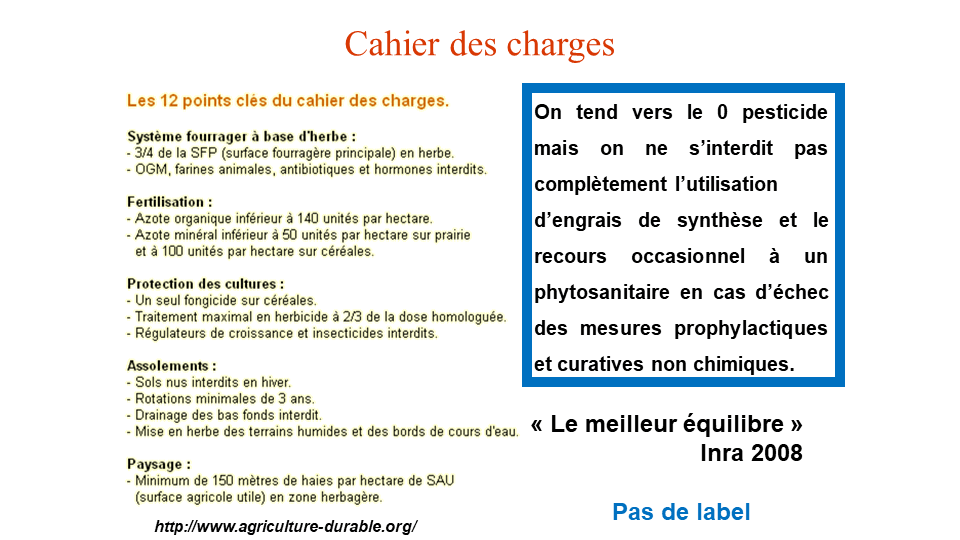 Cahier des charges
Les 12 points clés du cahier des charges.
Système fourrager à base d'herbe :
- 3/4 de la SFP (surface fourragère principale) en herbe.
- OGM, farines animales, antibiotiques et hormones interdits.
Fertilisation :
- Azote organique inférieur à 140 unités par hectare.
- Azote minéral inférieur à 50 unités par hectare sur prairie
et à 100 unités par hectare sur céréales.
Protection des cultures :
- Un seul fongicide sur céréales.
- Traitement maximal en herbicide à 2/3 de la dose homologuée.
- Régulateurs de croissance et insecticides interdits.
Assolements :
- Sols nus interdits en hiver.
- Rotations minimales de 3 ans.
- Drainage des bas fonds interdit.
- Mise en herbe des terrains humides et des bords de cours d'eau.
Paysage :
- Minimum de 150 mètres de haies par hectare de SAU
(surface agricole utile) en zone herbagère.
http://www.agriculture-durable.org/
On tend vers le 0 pesticide
mais on ne s’interdit pas
complètement l’utilisation
d’engrais de synthèse et le
recours occasionnel à un
phytosanitaire en cas d’échec
des mesures prophylactiques
et curatives non chimiques.
« Le meilleur équilibre »
Inra 2008
Pas de label